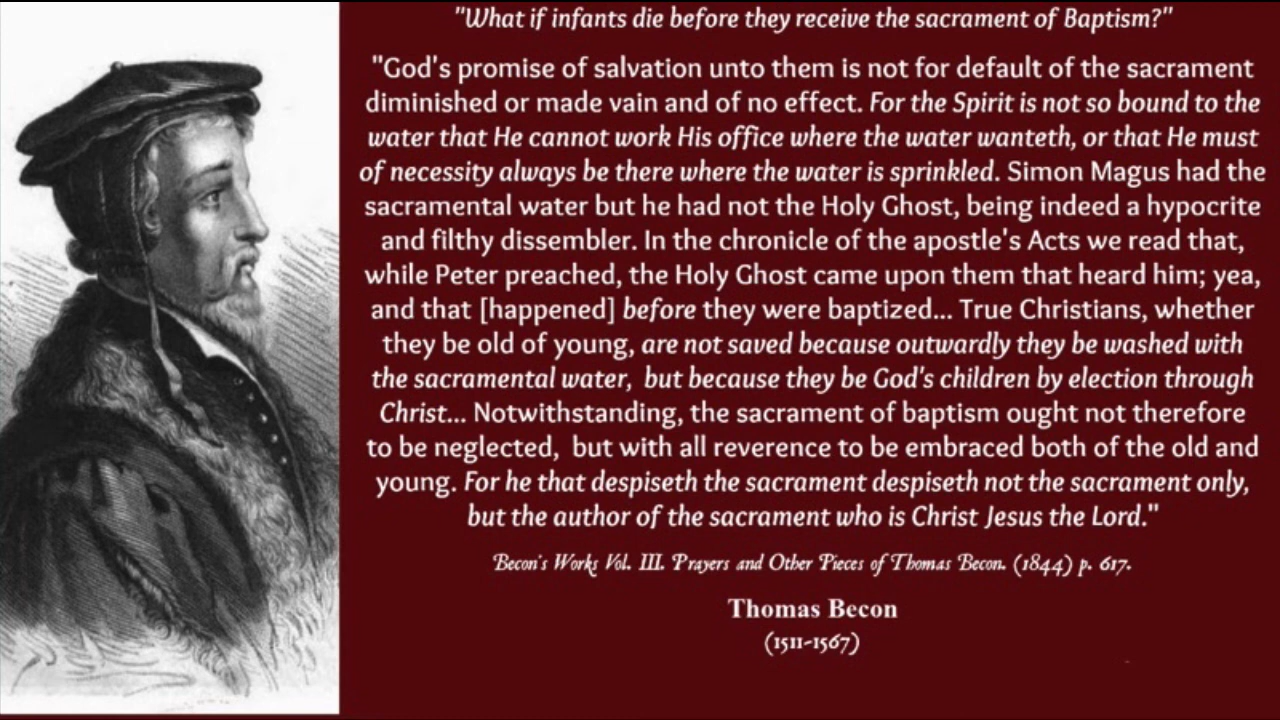 "What if infants die before they receive the sacrament of Baptism?"
"God's promise of salvation unto them is not for default of the sacrament
diminished or made vain and of no effect. For the Spirit is not so bound to the
water that He cannot work His office where the water wanteth, or that He must
of necessity always be there where the water is sprinkled. Simon Magus had the
sacramental water but he had not the Holy Ghost, being indeed a hypocrite
and filthy dissembler. In the chronicle of the apostle's Acts we read that,
while Peter preached, the Holy Ghost came upon them that heard him; yea,
and that [happened] before they were baptized... True Christians, whether
they be old of young, are not saved because outwardly they be washed with
the sacramental water, but because they be God's children by election through
Christ... Notwithstanding, the sacrament of baptism ought not therefore
to be neglected, but with all reverence to be embraced both of the old and
young. For he that despiseth the sacrament despiseth not the sacrament only,
but the author of the sacrament who is Christ Jesus the Lord."
Becon's Works Vol. III. Prayers and Other Pieces of Thomas Becon. (1844) p. 617.
Thomas Becon
(1511-1567)